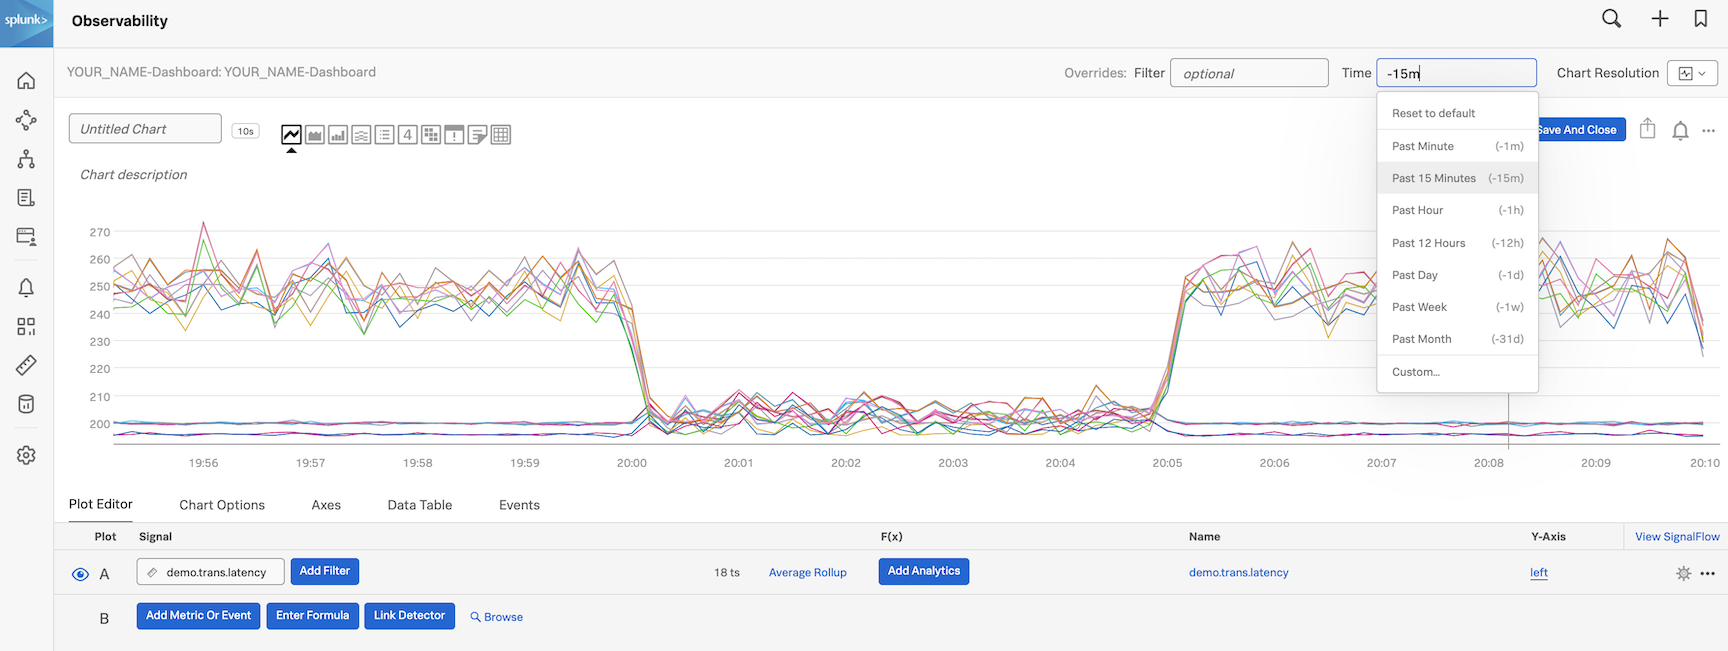 splunk> Observability
YOUR_NAME-Dashboard: YOUR_NAME-Dashboard Overrides: Filter optional Time -15m Chart Resolution
Reset to default
Past Minute (-1m)
Past 15 Minutes (-15m)
Past Hour (-1h)
Past 12 Hours (-12h)
Past Day (-1d)
Past Week (-1w)
Past Month (-31d)
Custom...
Untitled Chart 10s 4 Save And Close
Chart description
270
260
250
240
230
220
210
200
19:56 19:57 19:58 19:59 20:00 20:01 20:02 20:03 20:04 20:05 20:06 20:07 20:08 20:09 20:10
Plot Editor Chart Options Axes Data Table Events
Plot Signal F(x) Name Y-Axis View SignalFlow
A demo.trans.latency Add Filter 18 ts Average Rollup Add Analytics demo.trans.latency left
B Add Metric Or Event Enter Formula Link Detector Browse